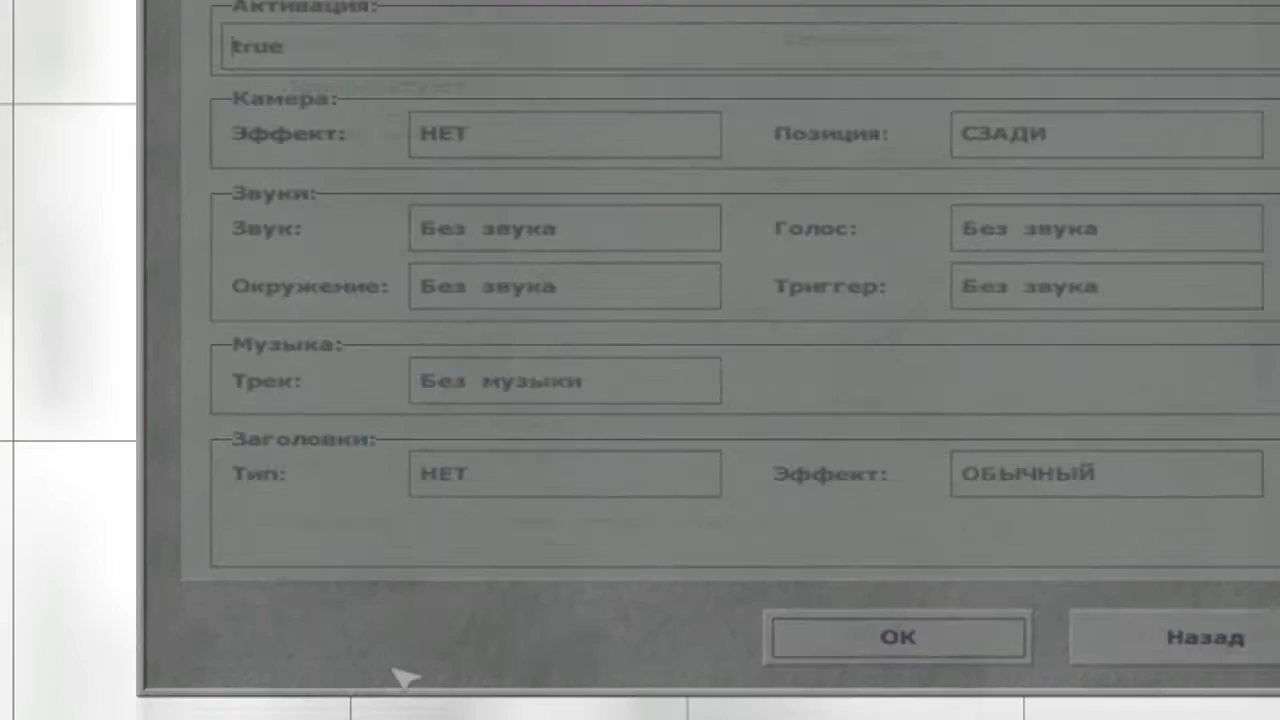 Активация:
true
Камера:
Эффект: НЕТ Позиция: СЗАДИ
Звуки:
Звук: Без звука Голос: Без звука
Окружение: Без звука Триггер: Без звука
Музыка:
Трек: Без музыки
Заголовки:
Тип: НЕТ Эффект: ОБЫЧНЫЙ
ОК Назад